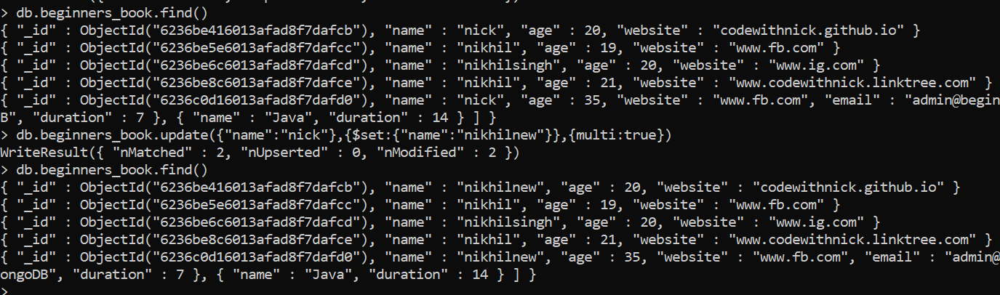 > db.beginners_book.find()
{ "_id" : ObjectId("6236be416013afad8f7dafcb"), "name" : "nick", "age" : 20, "website" : "codewithnick.github.io" }
{ "_id" : ObjectId("6236be5e6013afad8f7dafcc"), "name" : "nikhil", "age" : 19, "website" : "www.fb.com" }
{ "_id" : ObjectId("6236be6c6013afad8f7dafcd"), "name" : "nikhilsingh", "age" : 20, "website" : "www.ig.com" }
{ "_id" : ObjectId("6236be8c6013afad8f7dafce"), "name" : "nikhil", "age" : 21, "website" : "www.codewithnick.linktree.com" }
{ "_id" : ObjectId("6236c0d16013afad8f7dafd0"), "name" : "nick", "age" : 35, "website" : "www.fb.com", "email" : "admin@begin
B", "duration" : 7 }, { "name" : "Java", "duration" : 14 } ] }
> db.beginners_book.update({"name":"nick"},{$set:{"name":"nikhilnew"}},{multi:true})
WriteResult({ "nMatched" : 2, "nUpserted" : 0, "nModified" : 2 })
> db.beginners_book.find()
{ "_id" : ObjectId("6236be416013afad8f7dafcb"), "name" : "nikhilnew", "age" : 20, "website" : "codewithnick.github.io" }
{ "_id" : ObjectId("6236be5e6013afad8f7dafcc"), "name" : "nikhil", "age" : 19, "website" : "www.fb.com" }
{ "_id" : ObjectId("6236be6c6013afad8f7dafcd"), "name" : "nikhilsingh", "age" : 20, "website" : "www.ig.com" }
{ "_id" : ObjectId("6236be8c6013afad8f7dafce"), "name" : "nikhil", "age" : 21, "website" : "www.codewithnick.linktree.com" }
{ "_id" : ObjectId("6236c0d16013afad8f7dafd0"), "name" : "nikhilnew", "age" : 35, "website" : "www.fb.com", "email" : "admin@
ongoDB", "duration" : 7 }, { "name" : "Java", "duration" : 14 } ] }
>